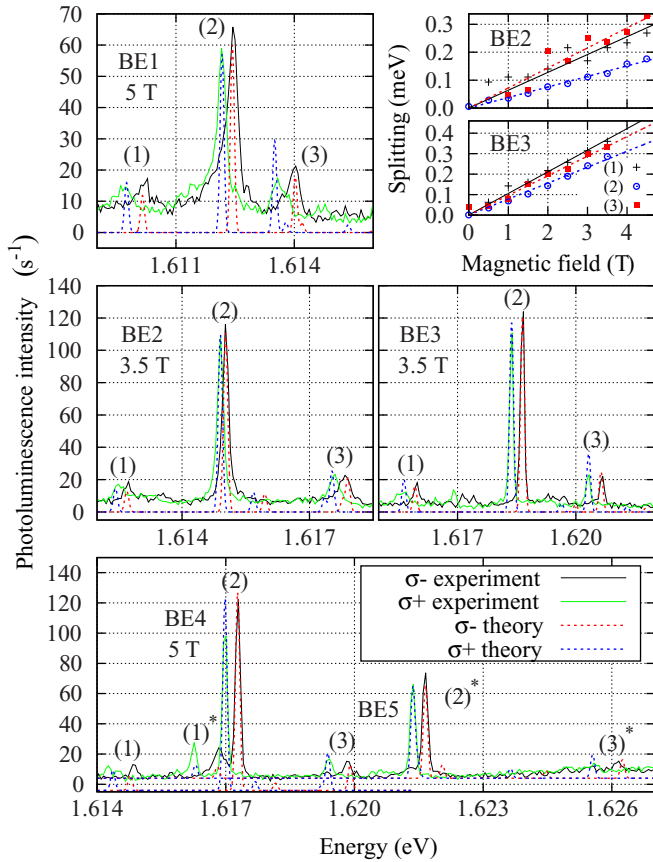 Photoluminescence intensity (s⁻¹)
70
60
50
40
30
20
10
0
BE1
5 T
(1)
(2)
(3)
1.611
1.614
Splitting (meV)
0.3
0.2
0.1
0.0
BE2
0.4
0.3
0.2
0.1
0.0
BE3
(1) +
(2)
(3)
0 1 2 3 4
Magnetic field (T)
140
120
100
80
60
40
20
0
BE2
3.5 T
(1)
(2)
(3)
1.614
1.617
BE3
3.5 T
(1)
(2)
(3)
1.617
1.620
140
120
100
80
60
40
20
0
BE4
5 T
(1)
(1)*
(2)
(3)
BE5
(2)*
(3)*
σ- experiment
σ+ experiment
σ- theory
σ+ theory
1.614 1.617 1.620 1.623 1.626
Energy (eV)